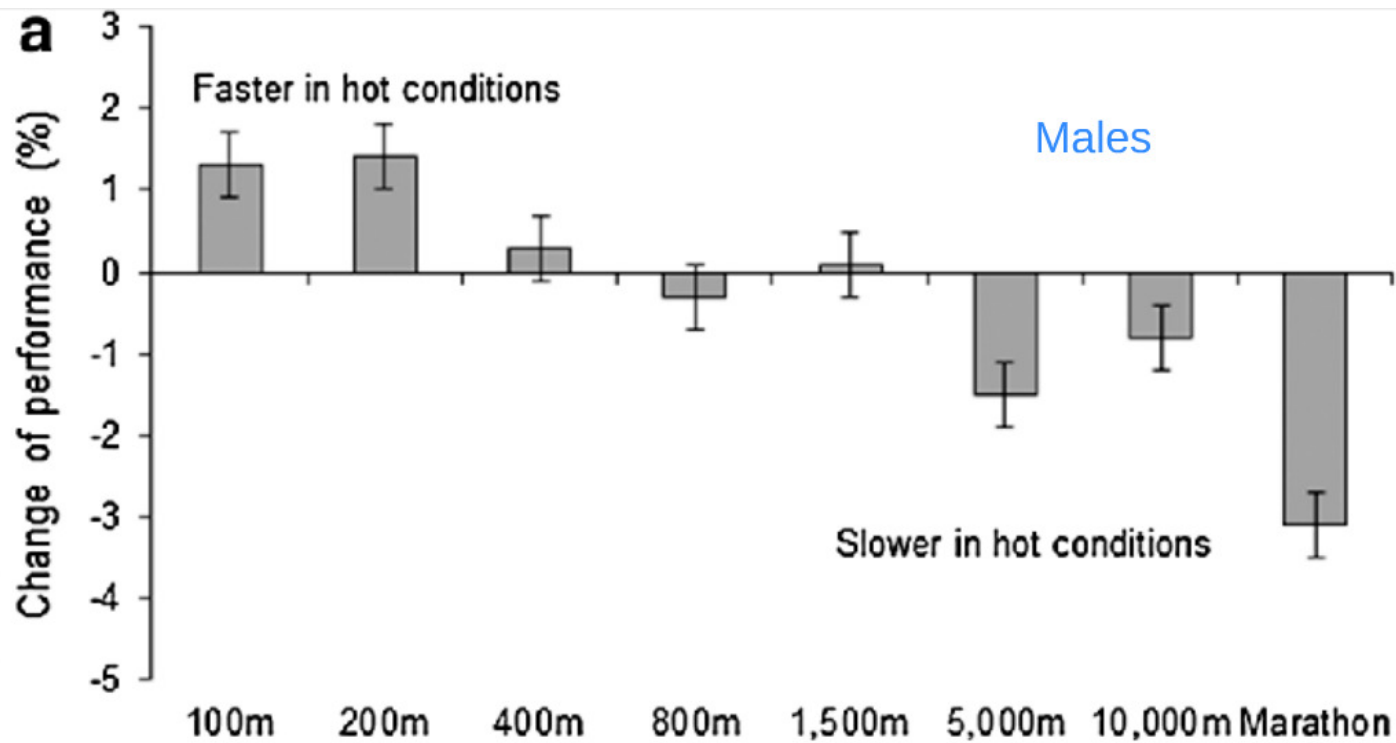 a
3
Faster in hot conditions
2
Males
1
0
-1
-2
-3
Slower in hot conditions
-4
-5
Change of performance (%)
100m 200m 400m 800m 1,500m 5,000m 10,000m Marathon